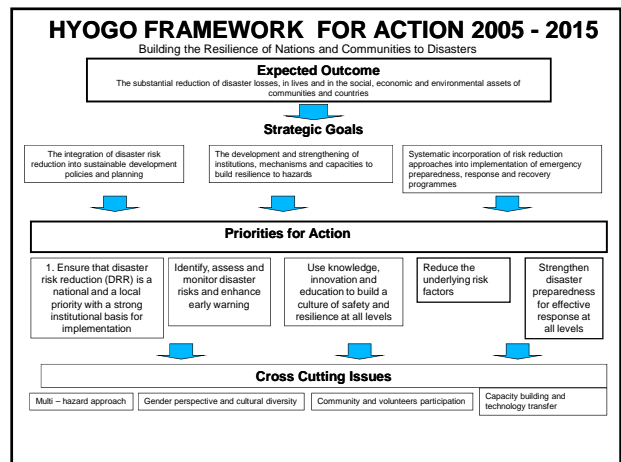 HYOGO FRAMEWORK FOR ACTION 2005 - 2015
Building the Resilience of Nations and Communities to Disasters
Expected Outcome
The substantial reduction of disaster losses, in lives and in the social, economic and environmental assets of
communities and countries
Strategic Goals
The integration of disaster risk
reduction into sustainable development
policies and planning
The development and strengthening of
institutions, mechanisms and capacities to
build resilience to hazards
Systematic incorporation of risk reduction
approaches into implementation of emergency
preparedness, response and recovery
programmes
Priorities for Action
1. Ensure that disaster
risk reduction (DRR) is a
national and a local
priority with a strong
institutional basis for
implementation
Identify, assess and
monitor disaster
risks and enhance
early warning
Use knowledge,
innovation and
education to build a
culture of safety and
resilience at all levels
Reduce the
underlying risk
factors
Strengthen
disaster
preparedness
for effective
response at
all levels
Cross Cutting Issues
Multi – hazard approach
Gender perspective and cultural diversity
Community and volunteers participation
Capacity building and
technology transfer